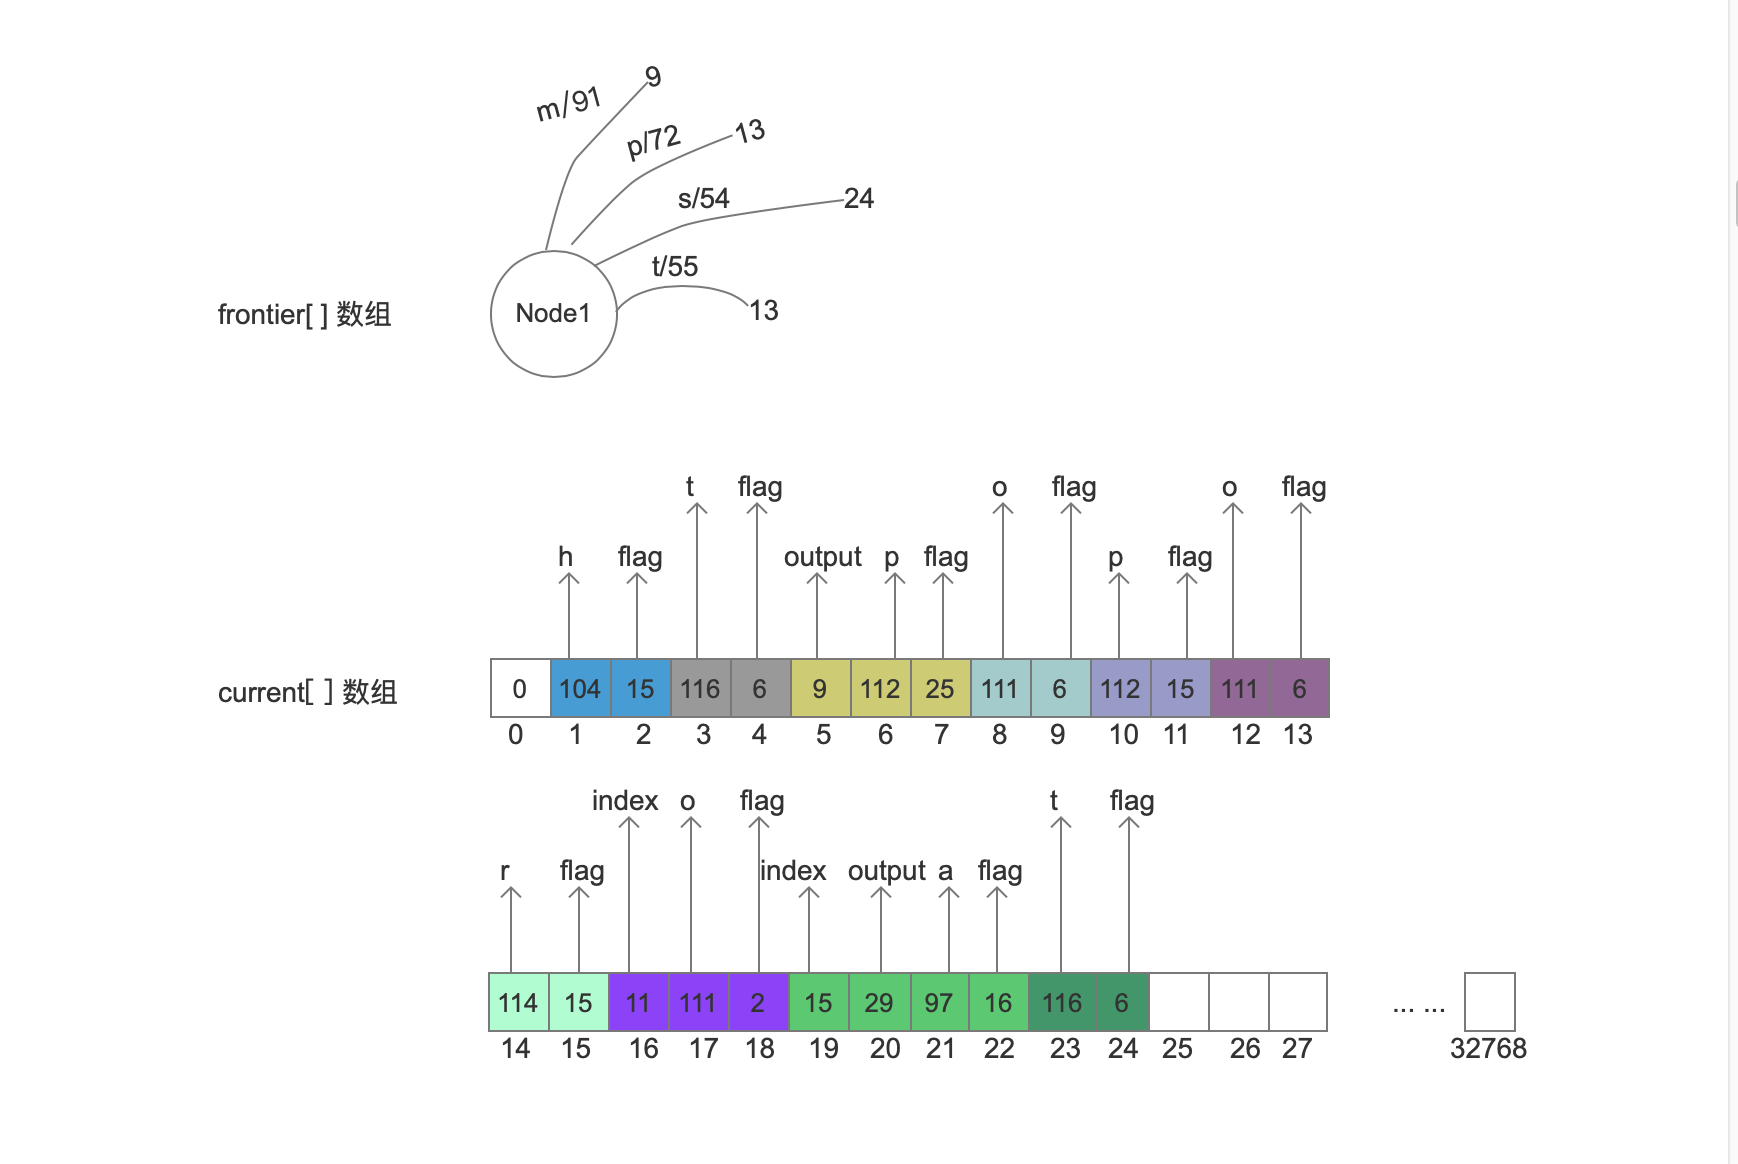 9
m/91
p/72
13
s/54
24
t/55
13
frontier[ ] 数组
Node1
t flag o flag o flag
h flag output p flag p flag
current[ ] 数组
0 104 15 116 6 9 112 25 111 6 112 15 111 6
0 1 2 3 4 5 6 7 8 9 10 11 12 13
index o flag t flag
r flag index output a flag
114 15 11 111 2 15 29 97 16 116 6 ... ...
14 15 16 17 18 19 20 21 22 23 24 25 26 27 32768